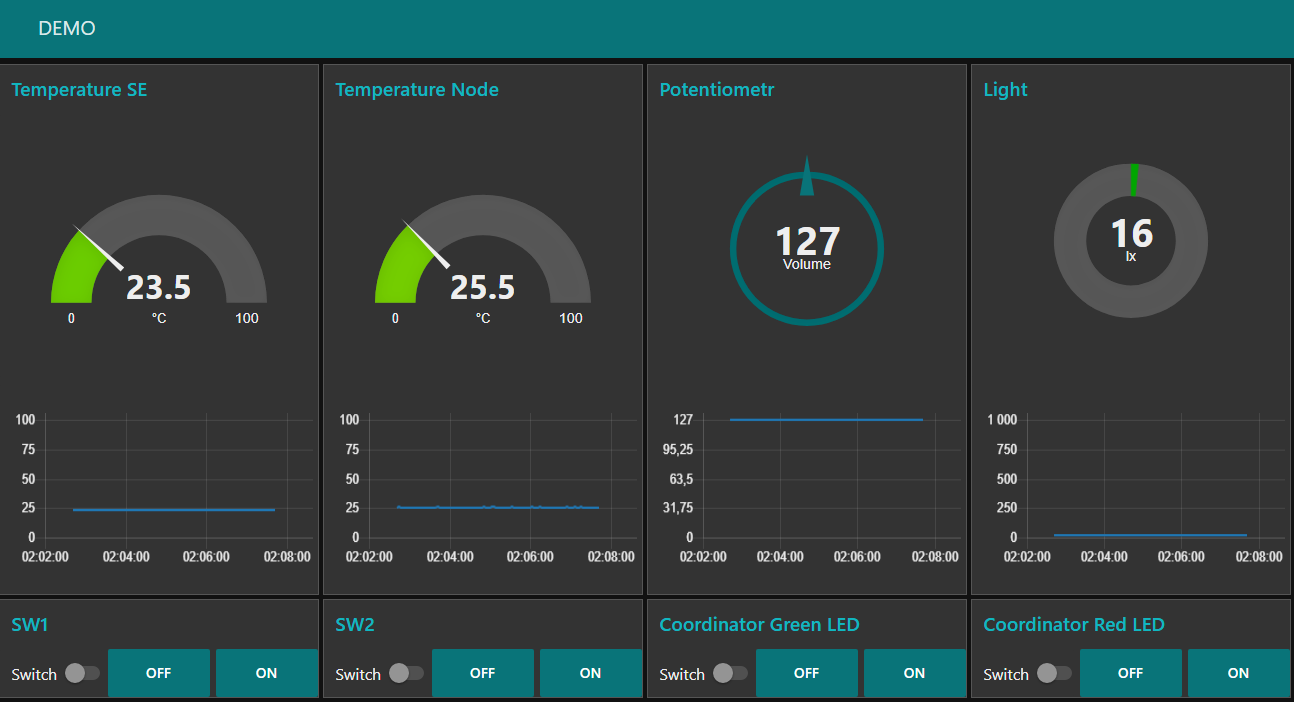 DEMO
Temperature SE
23.5
0 °C 100
100
75
50
25
0
02:02:00 02:04:00 02:06:00 02:08:00
Temperature Node
25.5
0 °C 100
100
75
50
25
0
02:02:00 02:04:00 02:06:00 02:08:00
Potentiometr
127
Volume
127
95,25
63,5
31,75
0
02:02:00 02:04:00 02:06:00 02:08:00
Light
16
lx
1 000
750
500
250
0
02:02:00 02:04:00 02:06:00 02:08:00
SW1
Switch OFF ON
SW2
Switch OFF ON
Coordinator Green LED
Switch OFF ON
Coordinator Red LED
Switch OFF ON